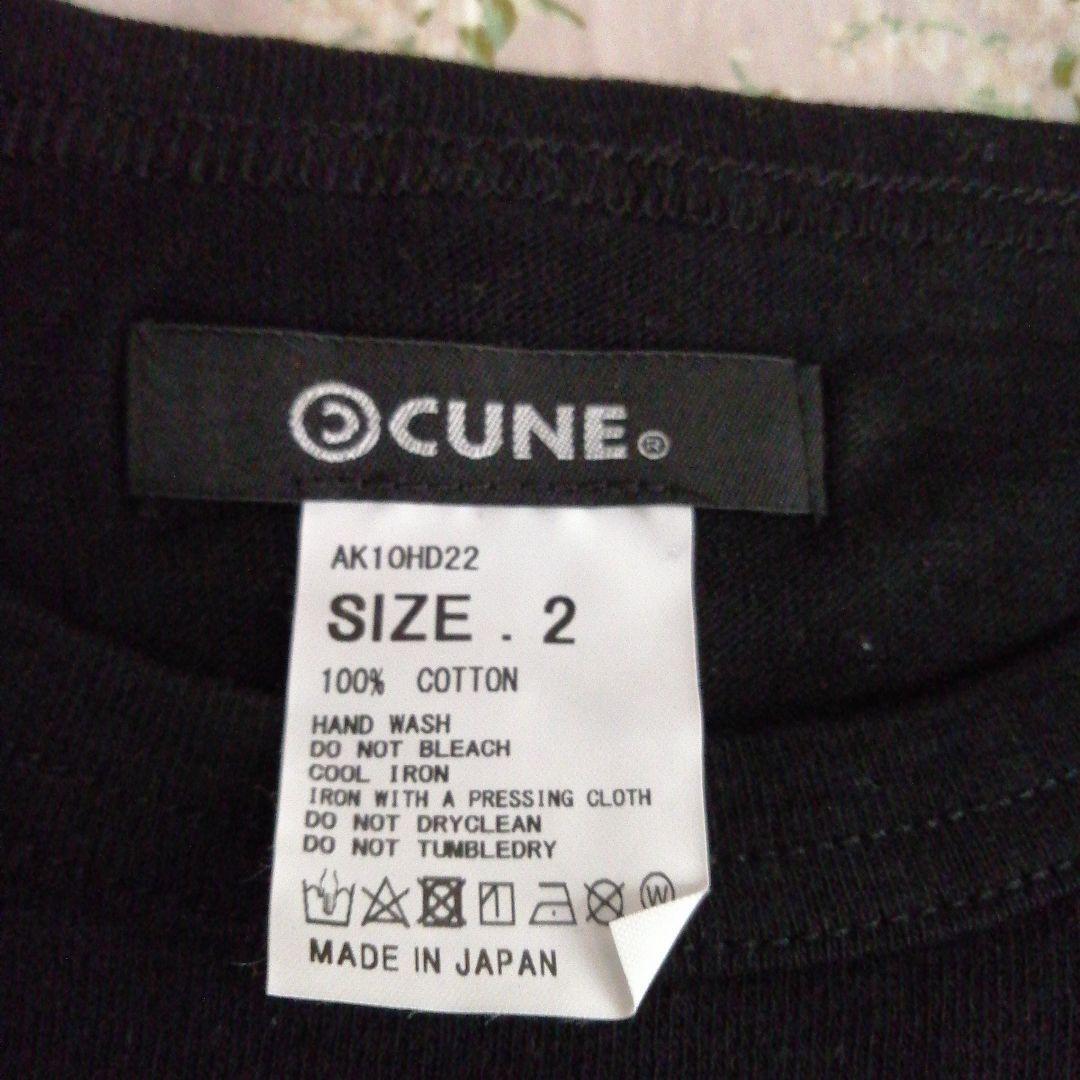 CUNE®
AK10HD22
SIZE . 2
100% COTTON
HAND WASH
DO NOT BLEACH
COOL IRON
IRON WITH A PRESSING CLOTH
DO NOT DRYCLEAN
DO NOT TUMBLEDRY
W
MADE IN JAPAN